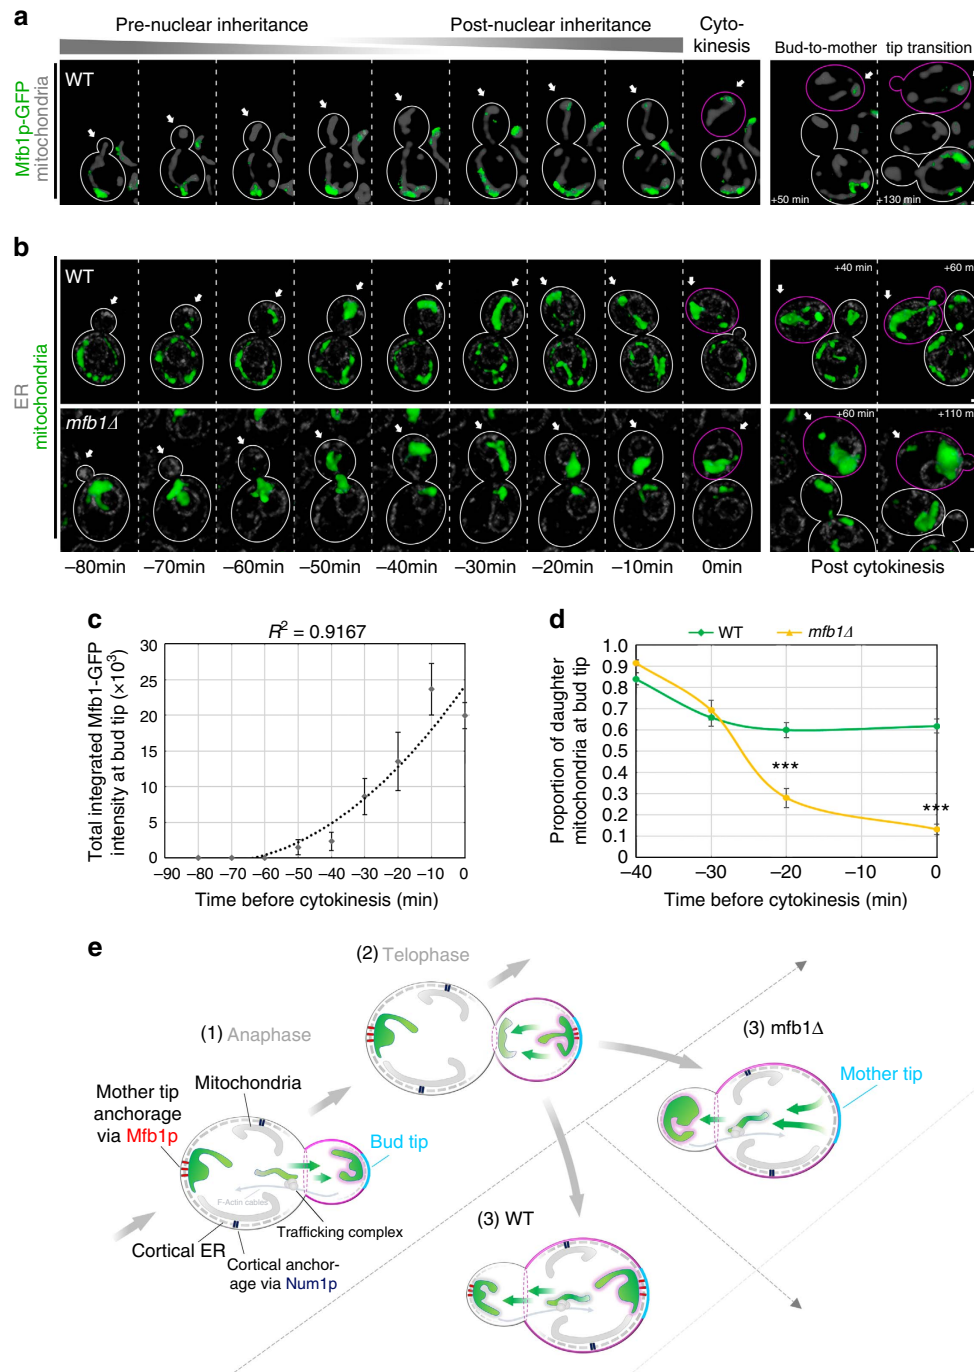 a
Pre-nuclear inheritance
Post-nuclear inheritance
Cyto-
kinesis
Bud-to-mother tip transition
Mfb1p-GFP
mitochondria
WT
+50 min
+130 min
b
ER
mitochondria
WT
+40 min
+60 m
mfb1Δ
+60 min
+110 m
−80min
−70min
−60min
−50min
−40min
−30min
−20min
−10min
0min
Post cytokinesis
c
R² = 0.9167
Total integrated Mfb1-GFP
intensity at bud tip (×10³)
30
25
20
15
10
5
0
−90 −80 −70 −60 −50 −40 −30 −20 −10 0
Time before cytokinesis (min)
d
WT
mfb1Δ
Proportion of daughter
mitochondria at bud tip
1.0
0.9
0.8
0.7
0.6
0.5
0.4
0.3
0.2
0.1
0
***
***
−40 −30 −20 −10 0
Time before cytokinesis (min)
e
(2) Telophase
(1) Anaphase
(3) mfb1Δ
Mother tip
Mother tip
anchorage
via Mfb1p
Mitochondria
Bud tip
F-Actin cables
Trafficking complex
Cortical ER
Cortical anchor-
age via Num1p
(3) WT